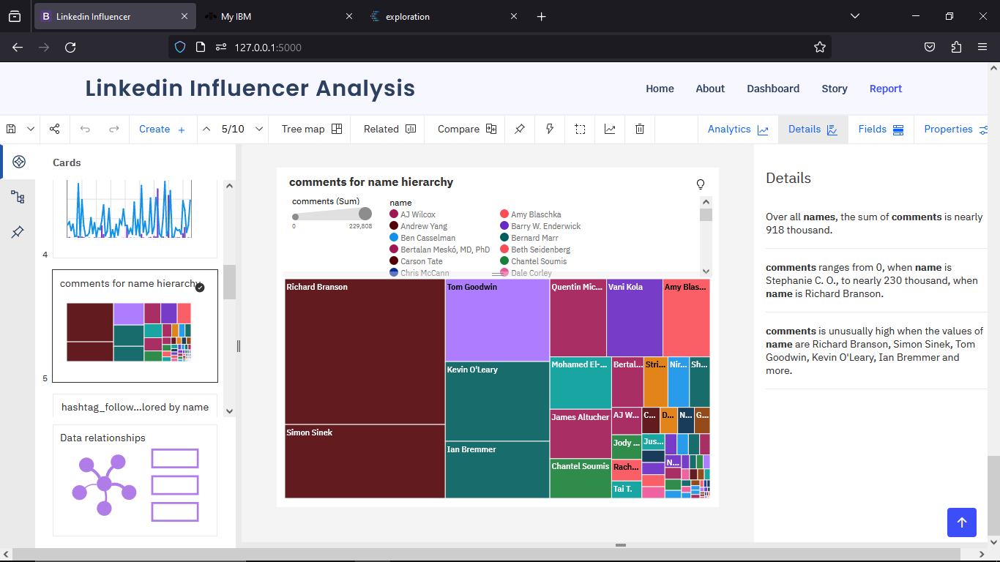 Linkedin Influencer
My IBM
exploration
127.0.0.1:5000
Linkedin Influencer Analysis
Home
About
Dashboard
Story
Report
Create
5/10
Tree map
Related
Compare
Analytics
Details
Fields
Properties
Cards
4
comments for name hierarchy
5
hashtag_follow...lored by name
Data relationships
comments for name hierarchy
comments (Sum)
0
229,808
name
AJ Wilcox
Amy Blaschka
Andrew Yang
Barry W. Enderwick
Ben Casselman
Bernard Marr
Bertalan Meskó, MD, PhD
Beth Seidenberg
Carson Tate
Chantel Soumis
Chris McCann
Dale Corley
Richard Branson
Tom Goodwin
Quentin Mic...
Vani Kola
Amy Blas...
Kevin O'Leary
Mohamed El-...
Bertal...
Stri...
Nir...
Sh...
James Altucher
AJ W...
C...
D...
N...
G...
Simon Sinek
Ian Bremmer
Jody ...
Jus...
Chantel Soumis
Rach...
N...
Tai T.
Details
Over all names, the sum of comments is nearly
918 thousand.
comments ranges from 0, when name is
Stephanie C. O., to nearly 230 thousand, when
name is Richard Branson.
comments is unusually high when the values of
name are Richard Branson, Simon Sinek, Tom
Goodwin, Kevin O'Leary, Ian Bremmer and
more.